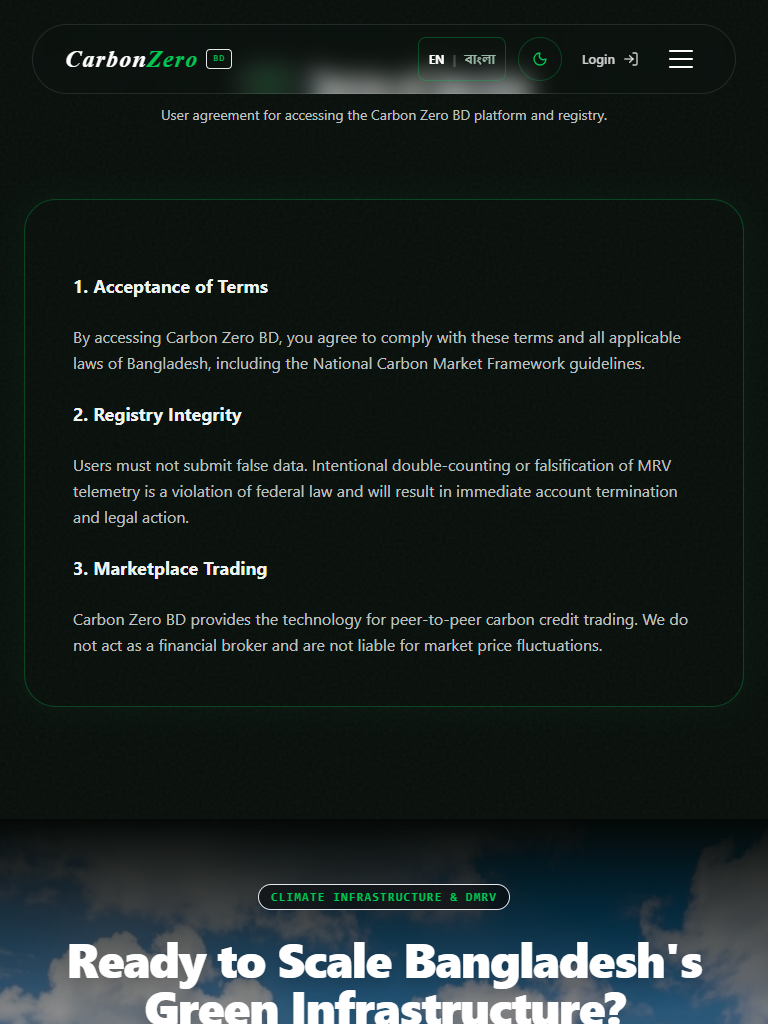 CarbonZero BD EN | বাংলা Login
User agreement for accessing the Carbon Zero BD platform and registry.
1. Acceptance of Terms
By accessing Carbon Zero BD, you agree to comply with these terms and all applicable
laws of Bangladesh, including the National Carbon Market Framework guidelines.
2. Registry Integrity
Users must not submit false data. Intentional double-counting or falsification of MRV
telemetry is a violation of federal law and will result in immediate account termination
and legal action.
3. Marketplace Trading
Carbon Zero BD provides the technology for peer-to-peer carbon credit trading. We do
not act as a financial broker and are not liable for market price fluctuations.
CLIMATE INFRASTRUCTURE & DMRV
Ready to Scale Bangladesh's
Green Infrastructure?